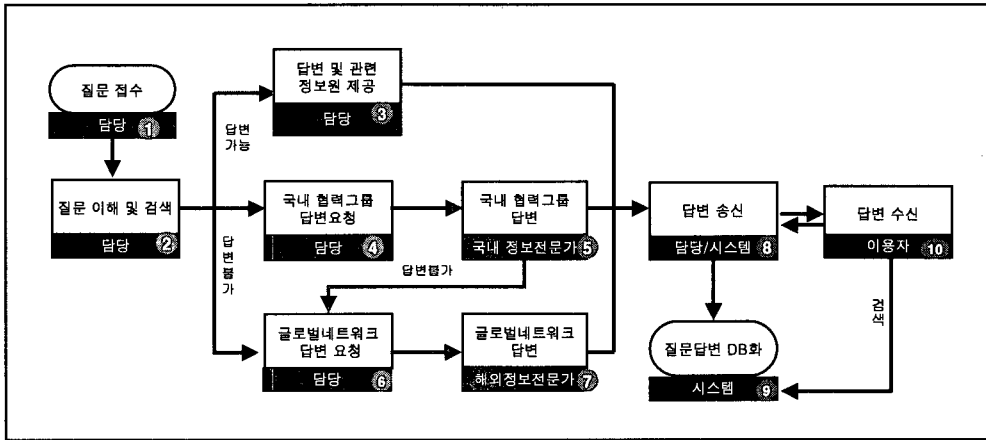 질문 접수
담당 1
질문 이해 및 검색
담당 2
답변
가능
답
변
불
가
답변 및 관련
정보원 제공
담당 3
국내 협력그룹
답변요청
담당 4
국내 협력그룹
답변
국내 정보전문가 5
답변불가
글로벌네트워크
답변 요청
담당 6
글로벌네트워크
답변
해외정보전문가 7
답변 송신
담당/시스템 8
답변 수신
이용자 10
검색
질문답변 DB화
시스템 9